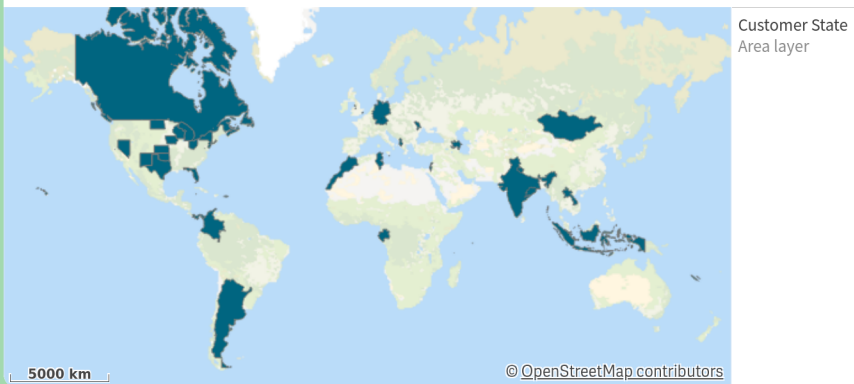 Customer State
Area layer
5000 km
© OpenStreetMap contributors